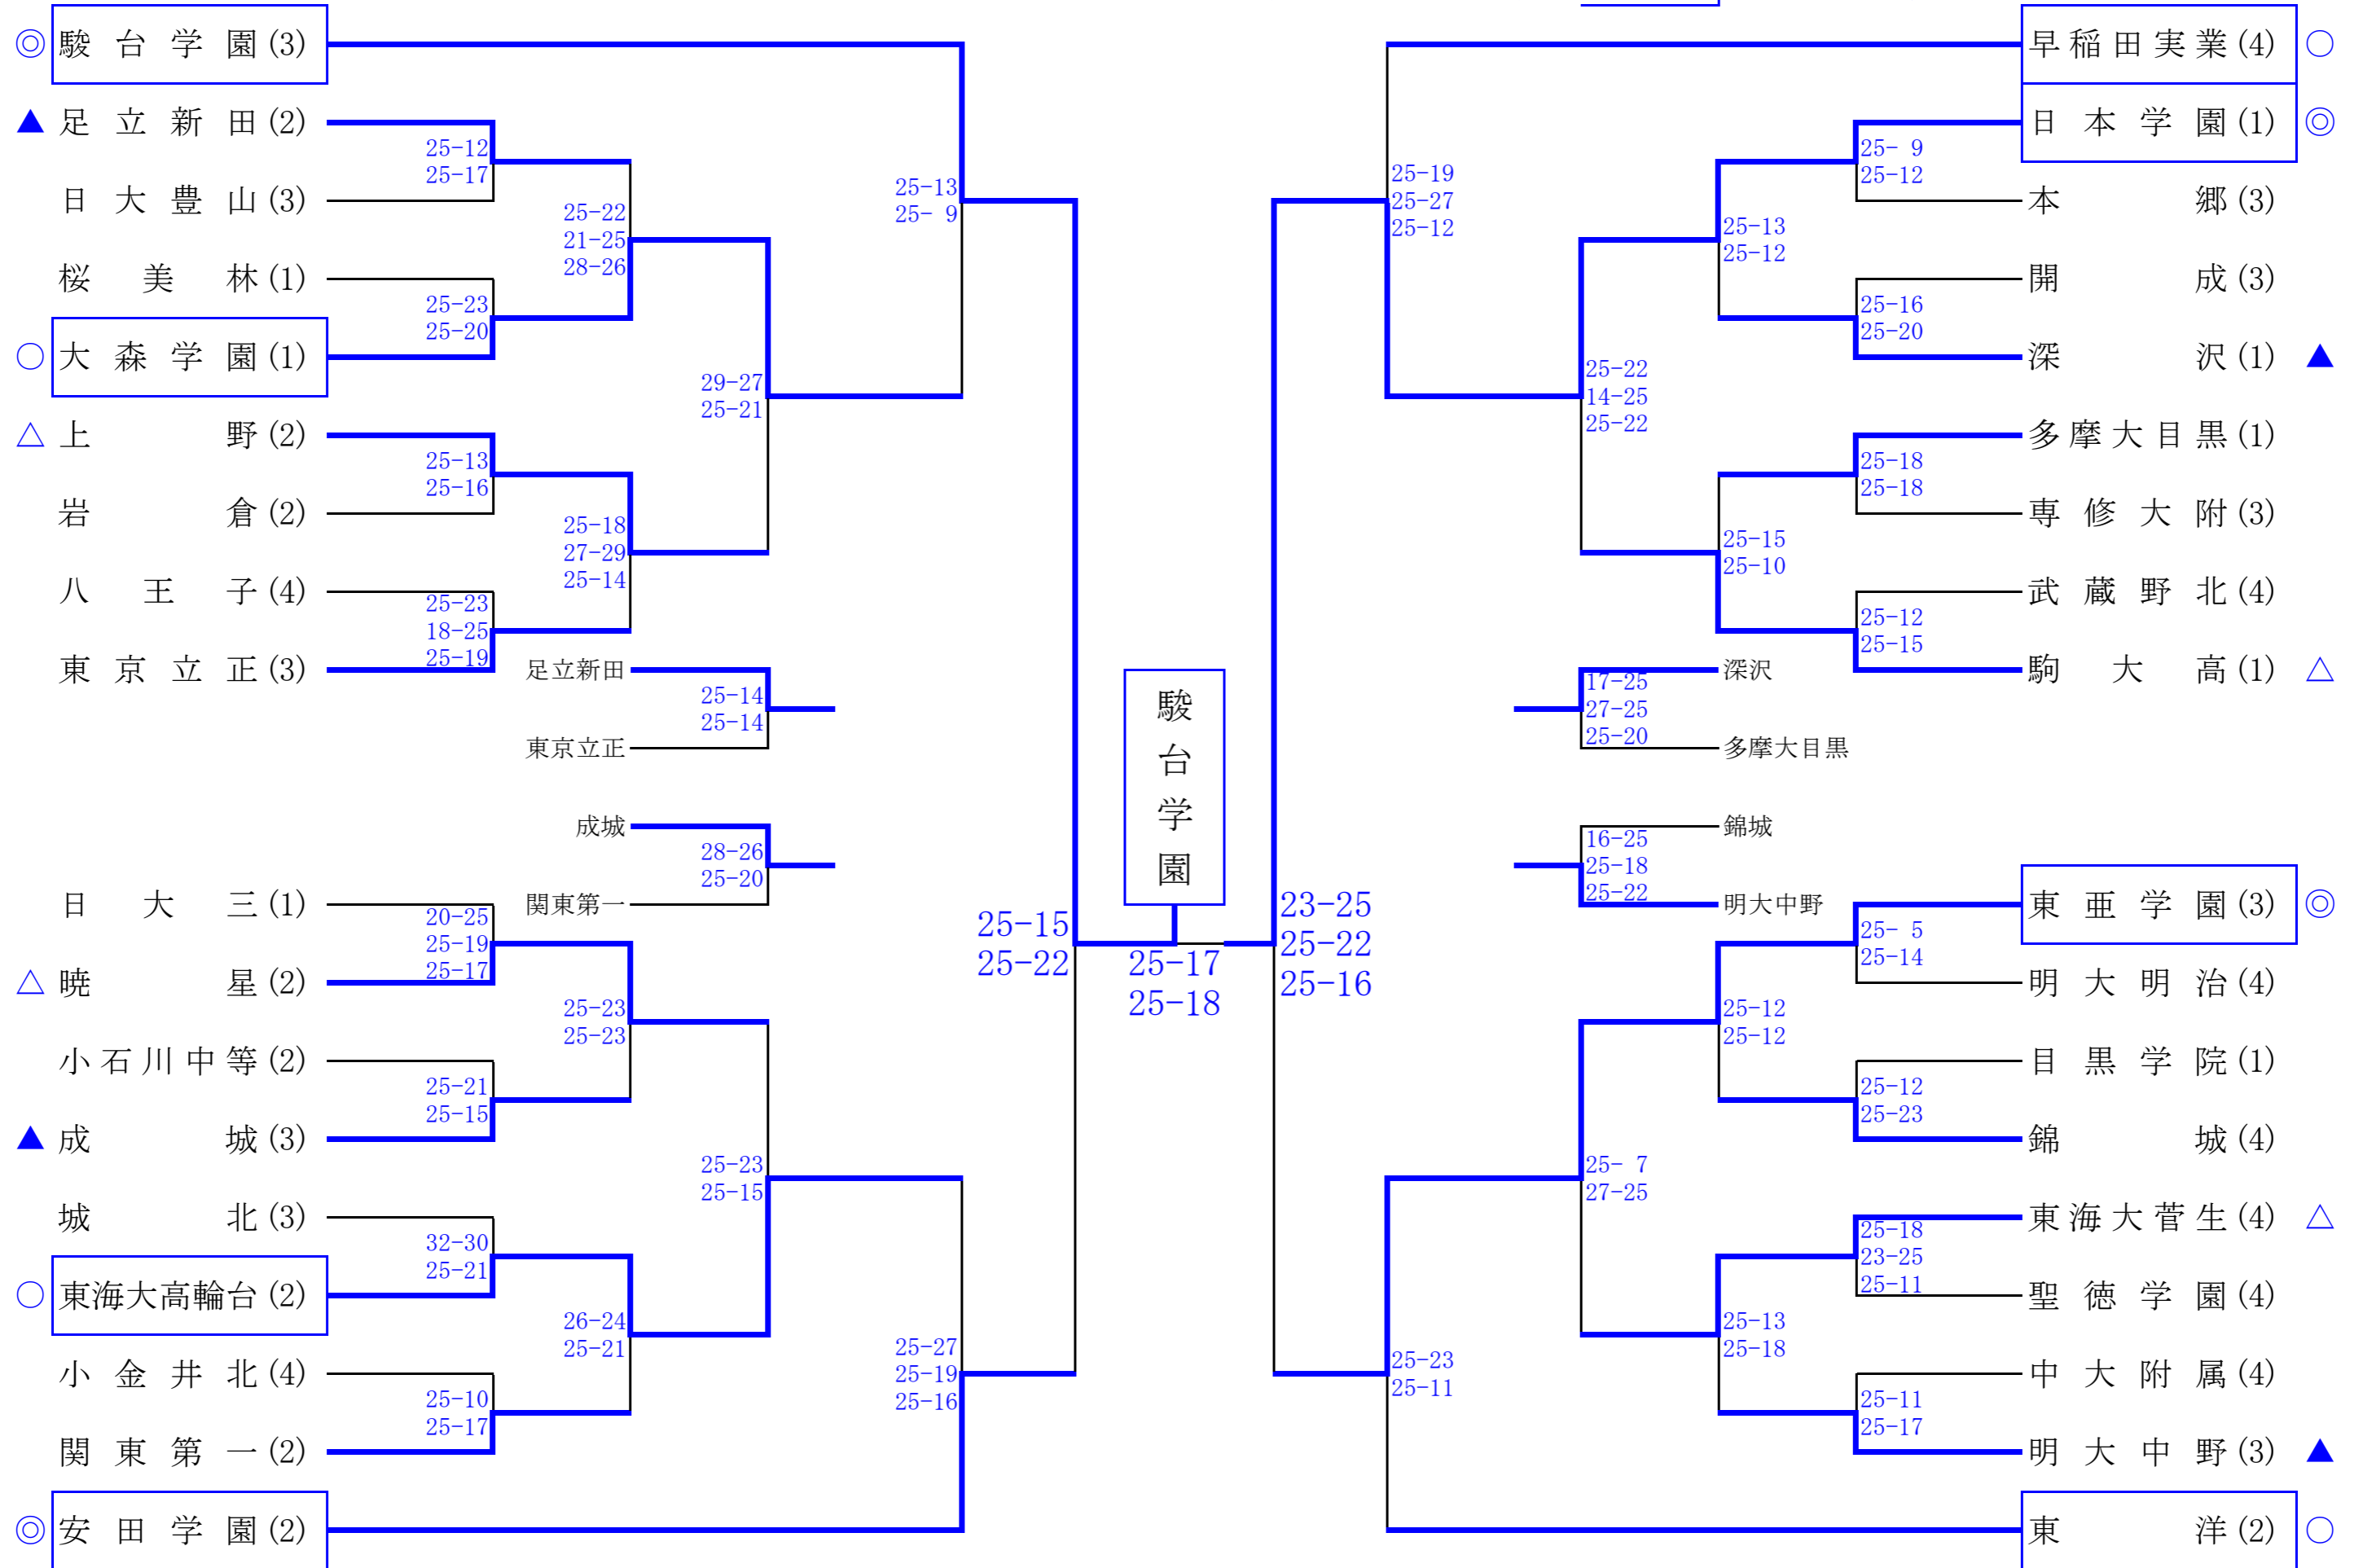 ◎ 駿台学園(3)
▲ 足立新田(2)
25-12
25-17
日大豊山(3)
25-22
21-25
28-26
桜美林(1)
25-23
25-20
○ 大森学園(1)
29-27
25-21
△ 上野(2)
25-13
25-16
岩倉(2)
25-18
27-29
25-14
八王子(4)
25-23
18-25
25-19
東京立正(3)
25-13
25- 9
足立新田
25-14
25-14
東京立正
成城
28-26
25-20
関東第一
日大三(1)
20-25
25-19
25-17
△ 暁星(2)
25-23
25-23
小石川中等(2)
25-21
25-15
▲ 成城(3)
25-23
25-15
城北(3)
32-30
25-21
○ 東海大高輪台(2)
26-24
25-21
小金井北(4)
25-10
25-17
関東第一(2)
25-27
25-19
25-16
◎ 安田学園(2)
25-15
25-22
駿台学園
25-17
25-18
23-25
25-22
25-16
早稲田実業(4) ○
25-19
25-27
25-12
日本学園(1) ◎
25- 9
25-12
本郷(3)
25-13
25-12
開成(3)
25-16
25-20
深沢(1) ▲
25-22
14-25
25-22
多摩大目黒(1)
25-18
25-18
専修大附(3)
25-15
25-10
武蔵野北(4)
25-12
25-15
駒大高(1) △
深沢
17-25
27-25
25-20
多摩大目黒
錦城
16-25
25-18
25-22
明大中野
東亜学園(3) ◎
25- 5
25-14
明大明治(4)
25-12
25-12
目黒学院(1)
25-12
25-23
錦城(4)
25- 7
27-25
東海大菅生(4) △
25-18
23-25
25-11
聖徳学園(4)
25-13
25-18
中大附属(4)
25-11
25-17
明大中野(3) ▲
25-23
25-11
東洋(2) ○